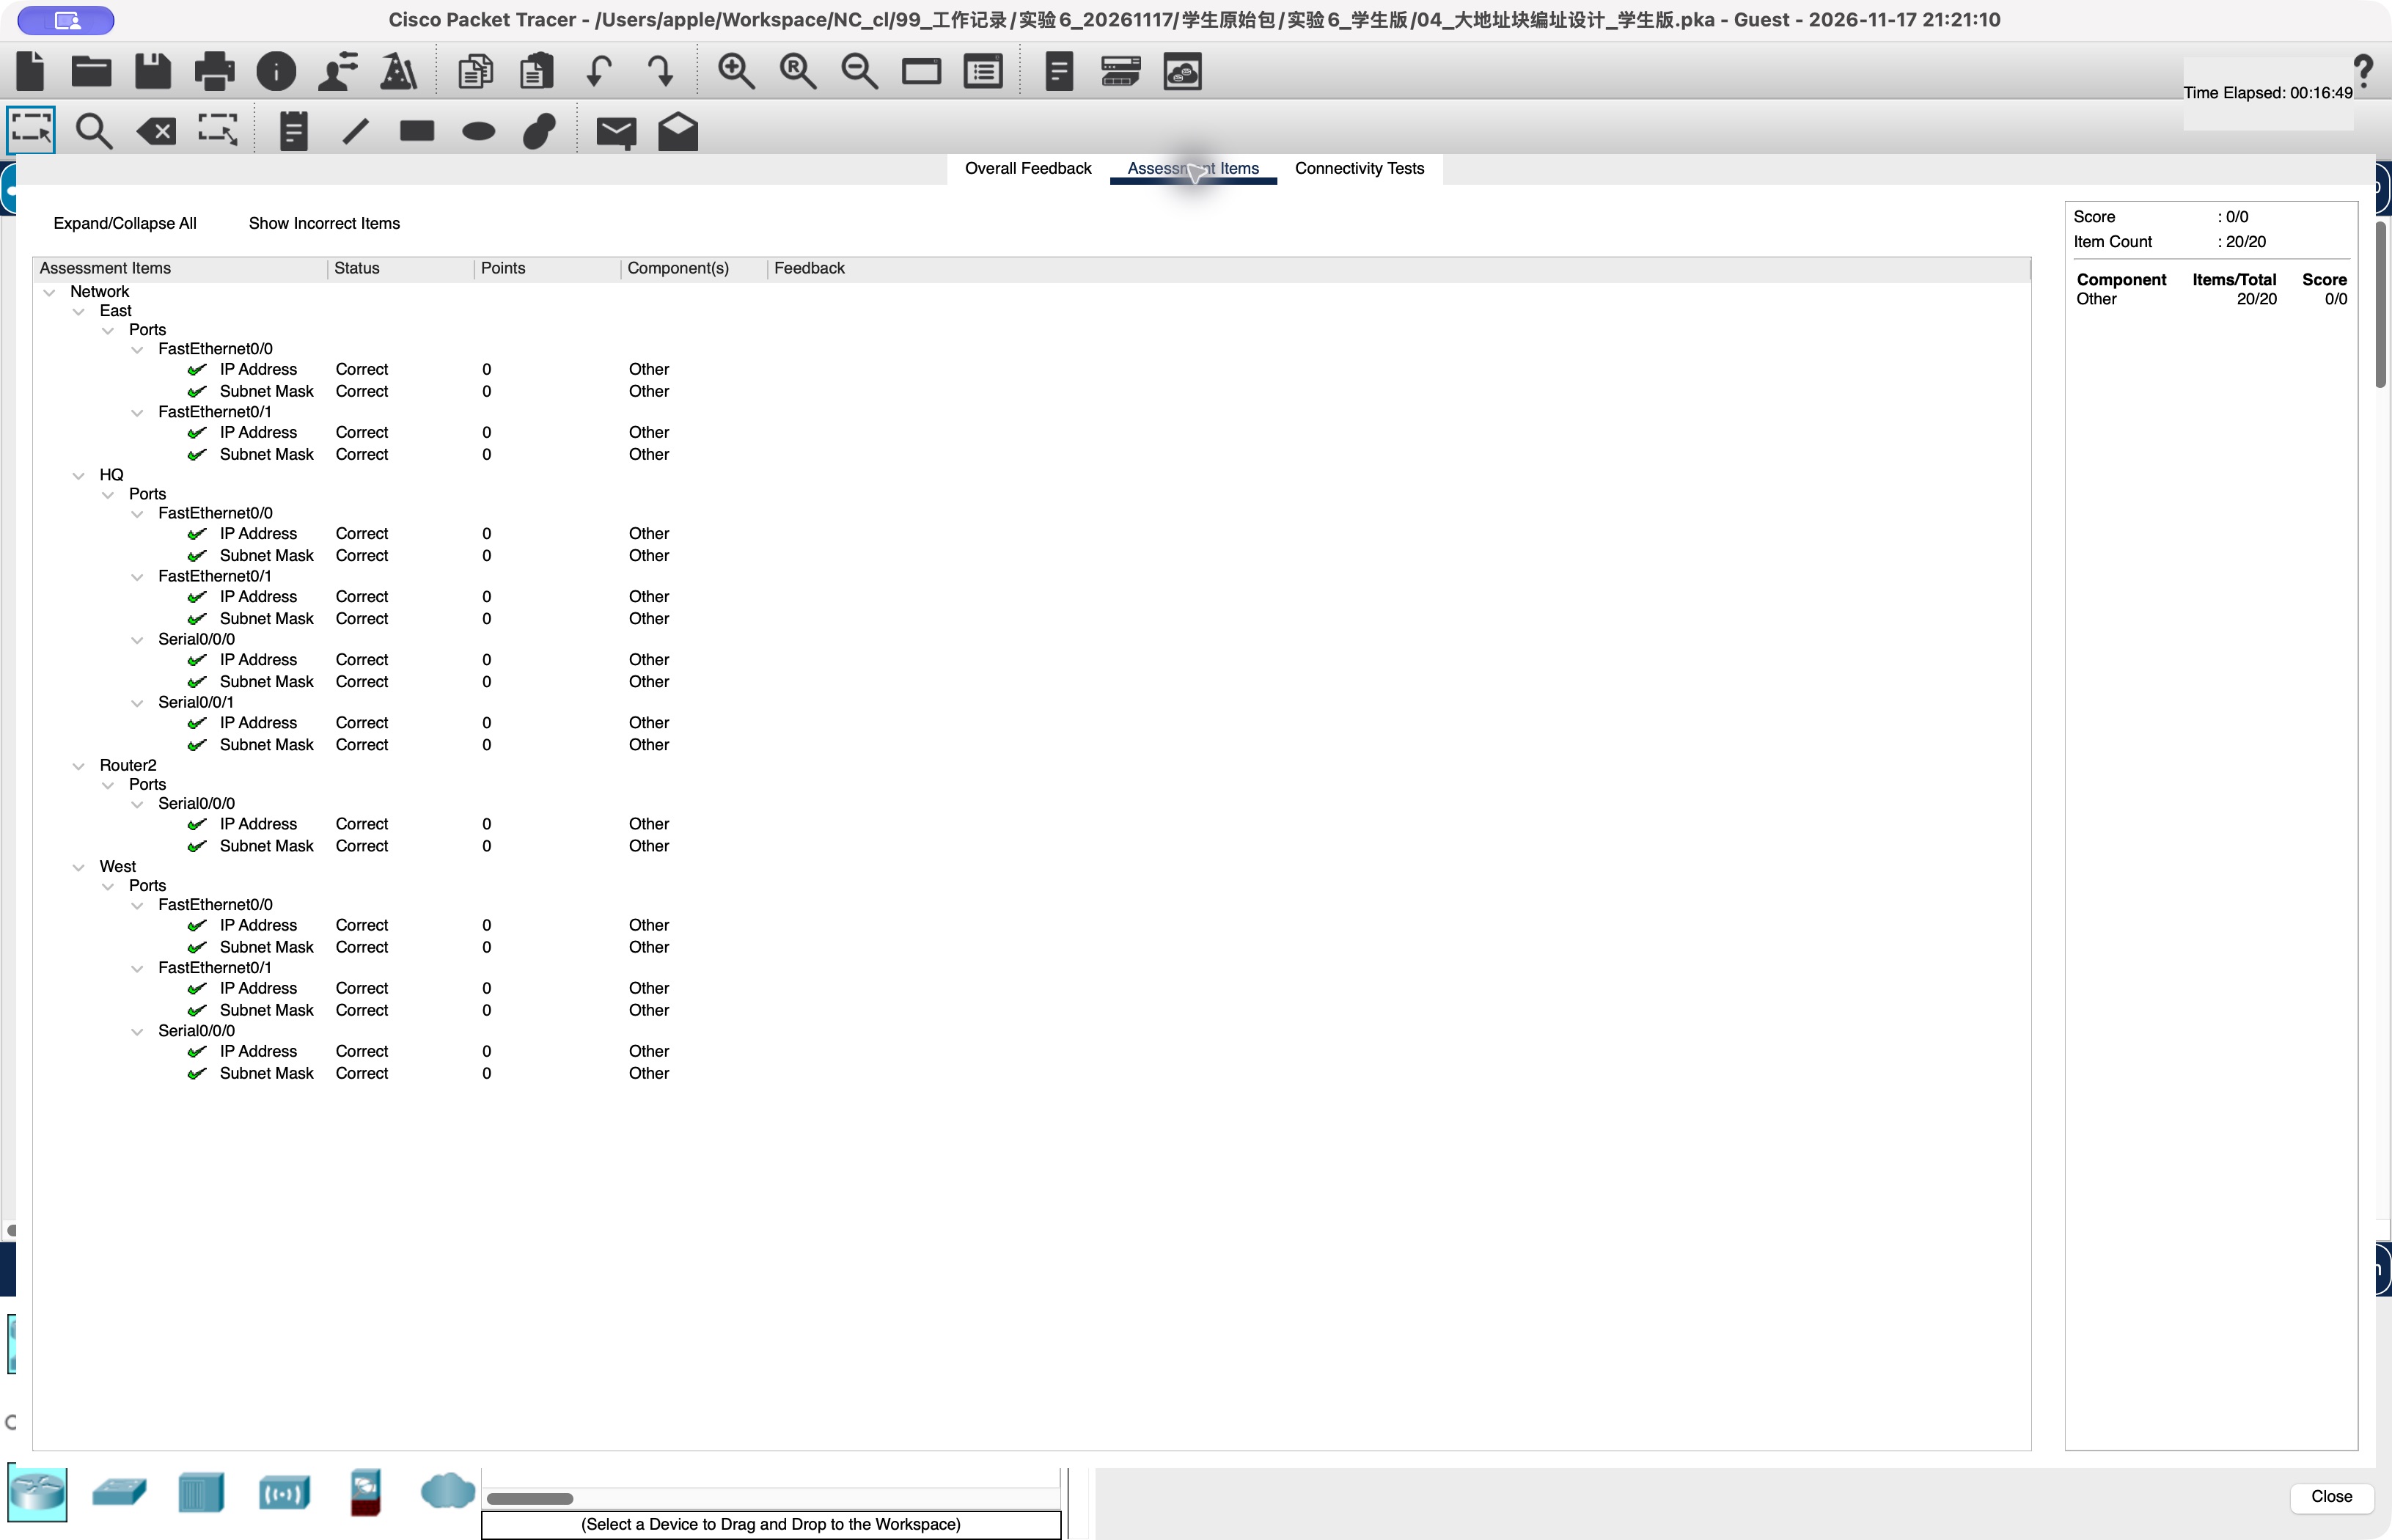 Cisco Packet Tracer - /Users/apple/Workspace/NC_cl/99_工作记录/实验6_20261117/学生原始包/实验6_学生版/04_大地址块编址设计_学生版.pka - Guest - 2026-11-17 21:21:10
Time Elapsed: 00:16:49
Overall Feedback Assessment Items Connectivity Tests
Expand/Collapse All Show Incorrect Items
Score : 0/0
Item Count : 20/20
Component Items/Total Score
Other 20/20 0/0
Assessment Items Status Points Component(s) Feedback
Network
East
Ports
FastEthernet0/0
IP Address Correct 0 Other
Subnet Mask Correct 0 Other
FastEthernet0/1
IP Address Correct 0 Other
Subnet Mask Correct 0 Other
HQ
Ports
FastEthernet0/0
IP Address Correct 0 Other
Subnet Mask Correct 0 Other
FastEthernet0/1
IP Address Correct 0 Other
Subnet Mask Correct 0 Other
Serial0/0/0
IP Address Correct 0 Other
Subnet Mask Correct 0 Other
Serial0/0/1
IP Address Correct 0 Other
Subnet Mask Correct 0 Other
Router2
Ports
Serial0/0/0
IP Address Correct 0 Other
Subnet Mask Correct 0 Other
West
Ports
FastEthernet0/0
IP Address Correct 0 Other
Subnet Mask Correct 0 Other
FastEthernet0/1
IP Address Correct 0 Other
Subnet Mask Correct 0 Other
Serial0/0/0
IP Address Correct 0 Other
Subnet Mask Correct 0 Other
Close
(Select a Device to Drag and Drop to the Workspace)